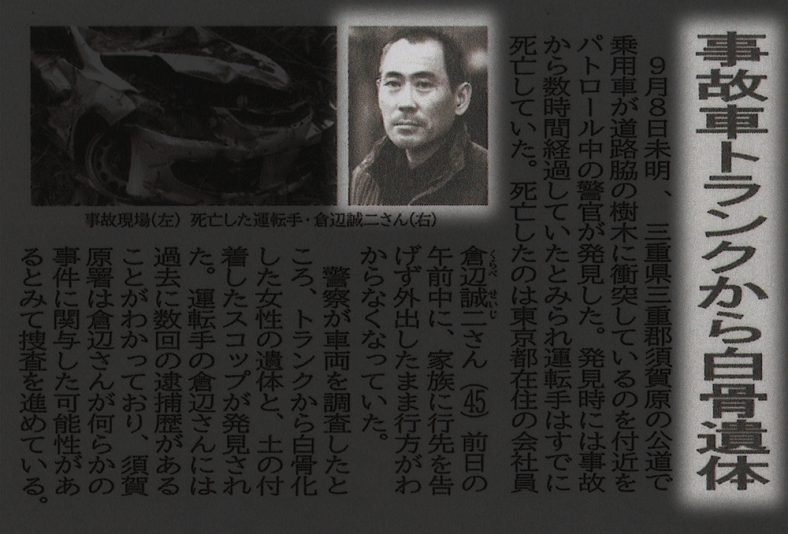 事故車トランクから白骨遺体
９月８日未明、三重県三重郡須賀原の公道で
乗用車が道路脇の樹木に衝突しているのを付近を
パトロール中の警官が発見した。発見時には事故
から数時間経過していたとみられ運転手はすでに
死亡していた。死亡したのは東京都在住の会社員
倉辺誠二さん（45）前日の
くらべ せいじ
午前中に、家族に行先を告
げず外出したまま行方がわ
からなくなっていた。
警察が車両を調査したと
ころ、トランクから白骨化
した女性の遺体と、土の付
着したスコップが発見され
た。運転手の倉辺さんには
過去に数回の逮捕歴がある
ことがわかっており、須賀
原署は倉辺さんが何らかの
事件に関与した可能性があ
るとみて捜査を進めている。
事故現場(左) 死亡した運転手・倉辺誠二さん(右)